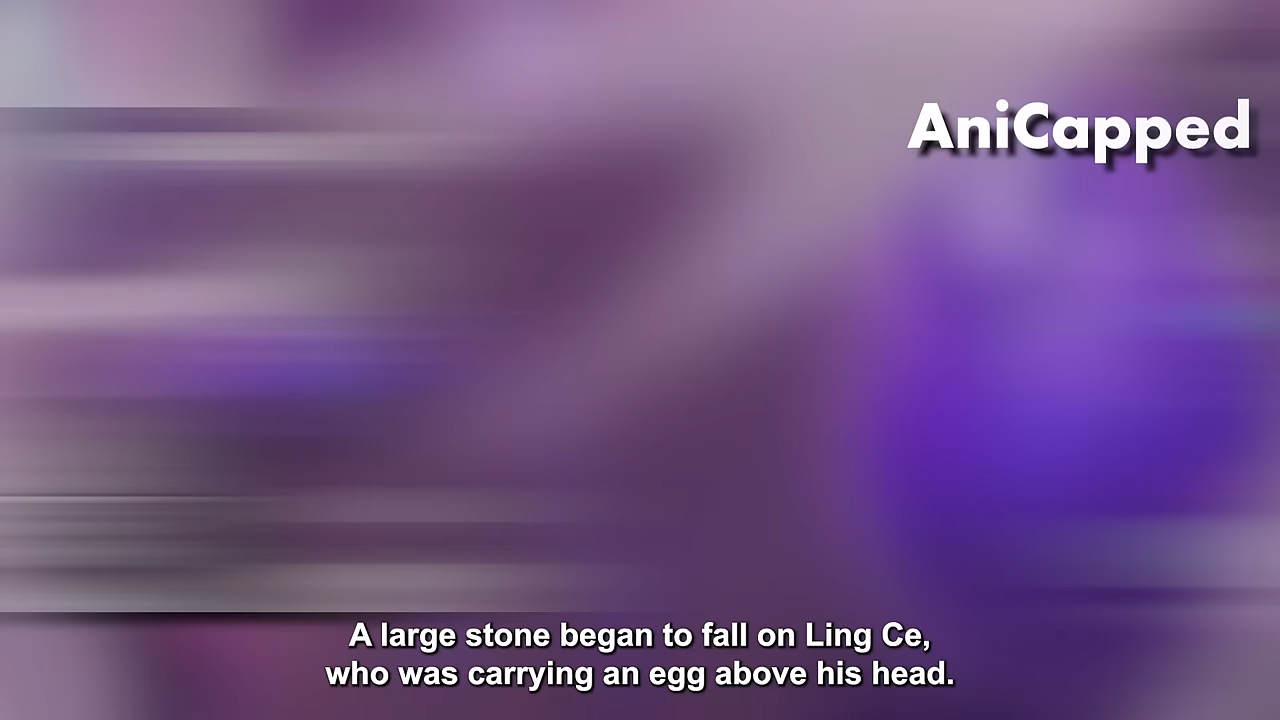 AniCapped
A large stone began to fall on Ling Ce,
who was carrying an egg above his head.